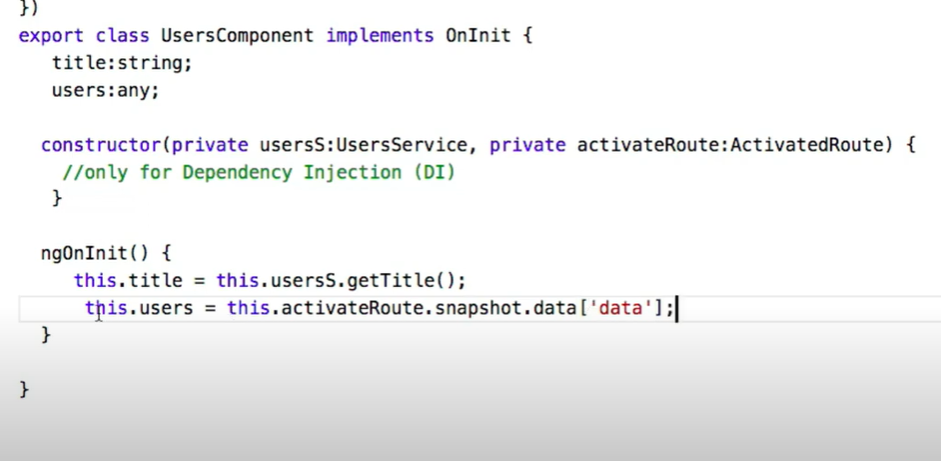 })
export class UsersComponent implements OnInit {
title:string;
users:any;
constructor(private usersS:UsersService, private activateRoute:ActivatedRoute) {
//only for Dependency Injection (DI)
}
ngOnInit() {
this.title = this.usersS.getTitle();
this.users = this.activateRoute.snapshot.data['data'];
}
}